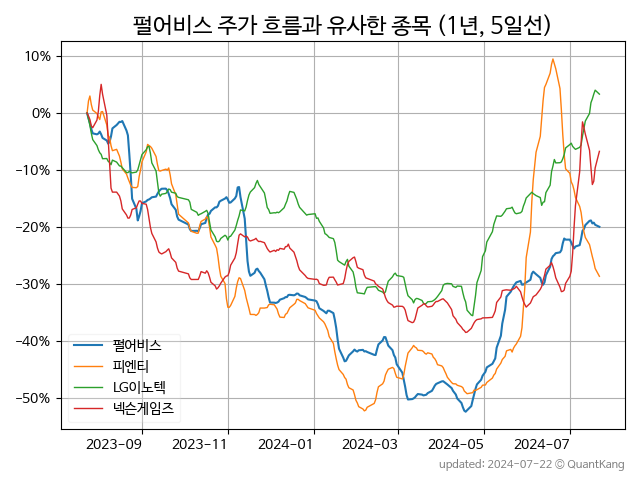 펄어비스 주가 흐름과 유사한 종목 (1년, 5일선)
10%
0%
−10%
−20%
−30%
−40%
−50%
펄어비스
피엔티
LG이노텍
넥슨게임즈
2023-09
2023-11
2024-01
2024-03
2024-05
2024-07
updated: 2024-07-22 © QuantKang